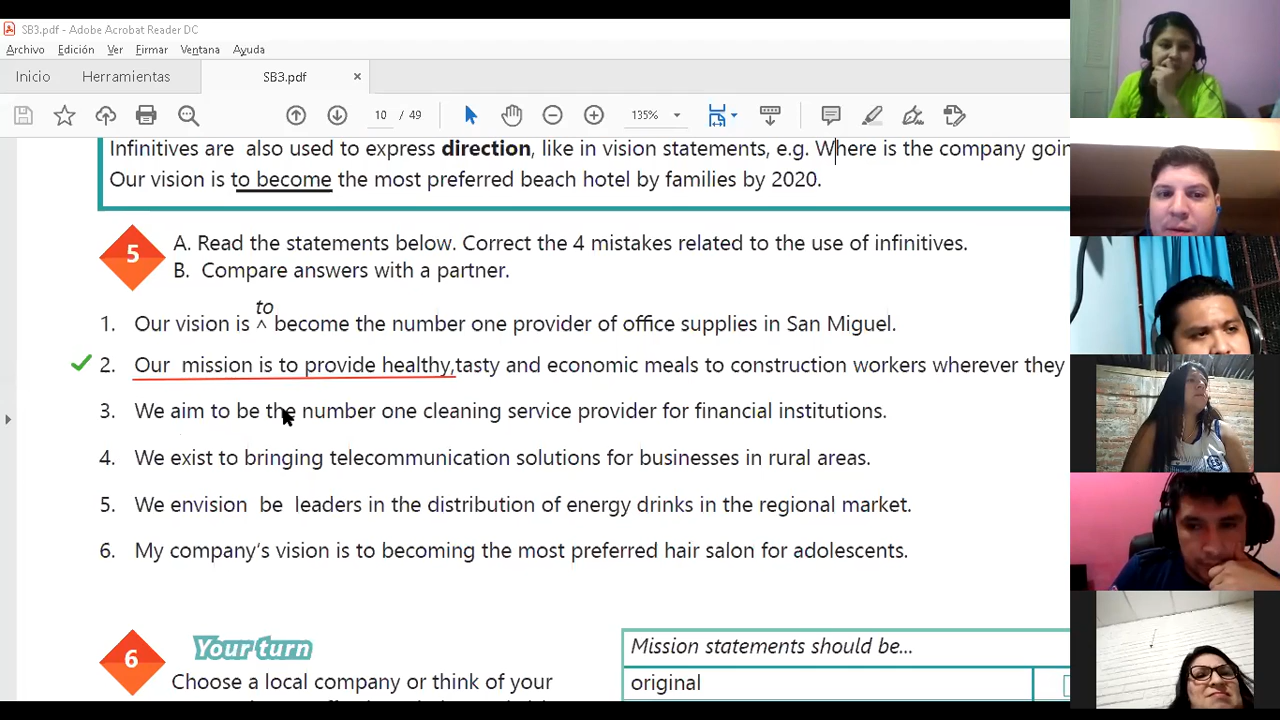 SB3.pdf - Adobe Acrobat Reader DC
Archivo Edición Ver Firmar Ventana Ayuda
Inicio Herramientas SB3.pdf ×
10 / 49 135%
Infinitives are also used to express direction, like in vision statements, e.g. Where is the company goin
Our vision is to become the most preferred beach hotel by families by 2020.
5 A. Read the statements below. Correct the 4 mistakes related to the use of infinitives.
B. Compare answers with a partner.
to
1. Our vision is ^ become the number one provider of office supplies in San Miguel.
2. Our mission is to provide healthy,tasty and economic meals to construction workers wherever they
3. We aim to be the number one cleaning service provider for financial institutions.
4. We exist to bringing telecommunication solutions for businesses in rural areas.
5. We envision be leaders in the distribution of energy drinks in the regional market.
6. My company's vision is to becoming the most preferred hair salon for adolescents.
6 Your turn
Choose a local company or think of your
Mission statements should be...
original